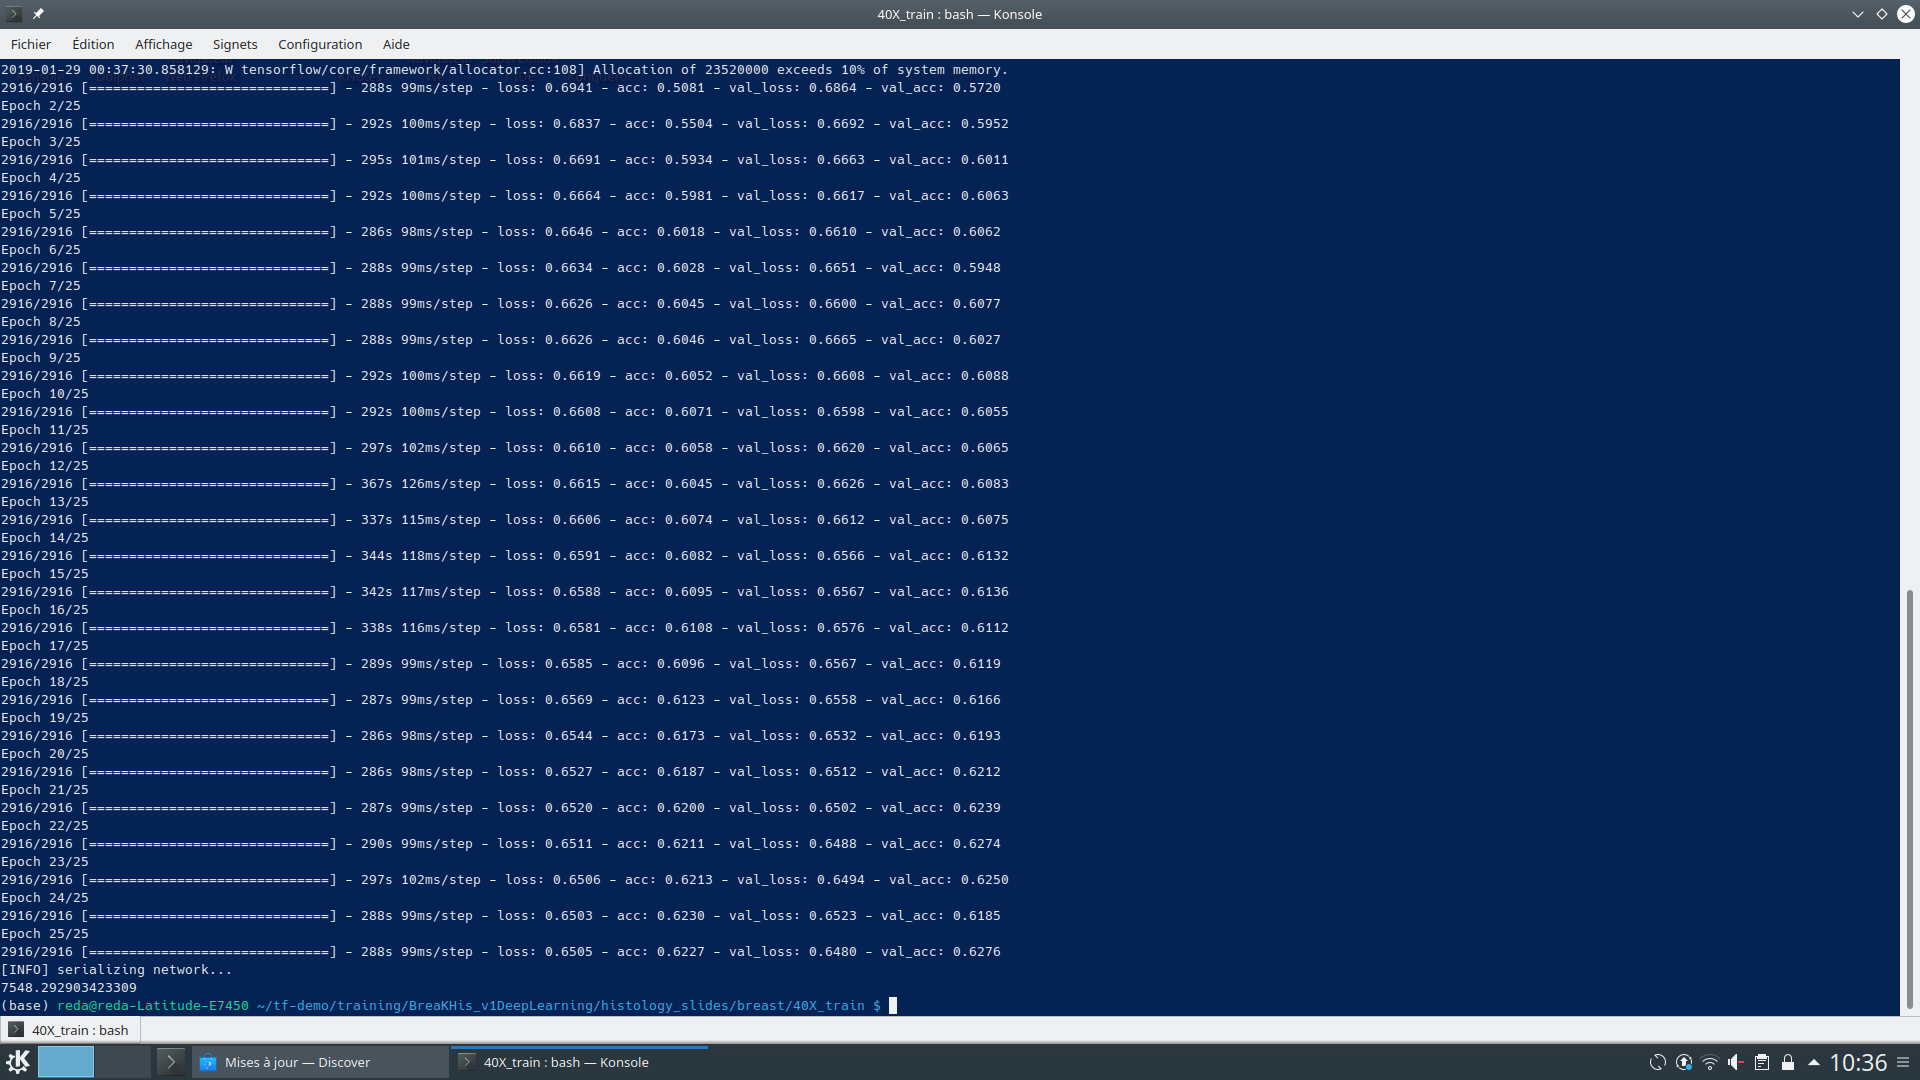 40X_train : bash — Konsole
Fichier Édition Affichage Signets Configuration Aide
2019-01-29 00:37:30.858129: W tensorflow/core/framework/allocator.cc:108] Allocation of 23520000 exceeds 10% of system memory.
2916/2916 [==============================] - 288s 99ms/step - loss: 0.6941 - acc: 0.5081 - val_loss: 0.6864 - val_acc: 0.5720
Epoch 2/25
2916/2916 [==============================] - 292s 100ms/step - loss: 0.6837 - acc: 0.5504 - val_loss: 0.6692 - val_acc: 0.5952
Epoch 3/25
2916/2916 [==============================] - 295s 101ms/step - loss: 0.6691 - acc: 0.5934 - val_loss: 0.6663 - val_acc: 0.6011
Epoch 4/25
2916/2916 [==============================] - 292s 100ms/step - loss: 0.6664 - acc: 0.5981 - val_loss: 0.6617 - val_acc: 0.6063
Epoch 5/25
2916/2916 [==============================] - 286s 98ms/step - loss: 0.6646 - acc: 0.6018 - val_loss: 0.6610 - val_acc: 0.6062
Epoch 6/25
2916/2916 [==============================] - 288s 99ms/step - loss: 0.6634 - acc: 0.6028 - val_loss: 0.6651 - val_acc: 0.5948
Epoch 7/25
2916/2916 [==============================] - 288s 99ms/step - loss: 0.6626 - acc: 0.6045 - val_loss: 0.6600 - val_acc: 0.6077
Epoch 8/25
2916/2916 [==============================] - 288s 99ms/step - loss: 0.6626 - acc: 0.6046 - val_loss: 0.6665 - val_acc: 0.6027
Epoch 9/25
2916/2916 [==============================] - 292s 100ms/step - loss: 0.6619 - acc: 0.6052 - val_loss: 0.6608 - val_acc: 0.6088
Epoch 10/25
2916/2916 [==============================] - 292s 100ms/step - loss: 0.6608 - acc: 0.6071 - val_loss: 0.6598 - val_acc: 0.6055
Epoch 11/25
2916/2916 [==============================] - 297s 102ms/step - loss: 0.6610 - acc: 0.6058 - val_loss: 0.6620 - val_acc: 0.6065
Epoch 12/25
2916/2916 [==============================] - 367s 126ms/step - loss: 0.6615 - acc: 0.6045 - val_loss: 0.6626 - val_acc: 0.6083
Epoch 13/25
2916/2916 [==============================] - 337s 115ms/step - loss: 0.6606 - acc: 0.6074 - val_loss: 0.6612 - val_acc: 0.6075
Epoch 14/25
2916/2916 [==============================] - 344s 118ms/step - loss: 0.6591 - acc: 0.6082 - val_loss: 0.6566 - val_acc: 0.6132
Epoch 15/25
2916/2916 [==============================] - 342s 117ms/step - loss: 0.6588 - acc: 0.6095 - val_loss: 0.6567 - val_acc: 0.6136
Epoch 16/25
2916/2916 [==============================] - 338s 116ms/step - loss: 0.6581 - acc: 0.6108 - val_loss: 0.6576 - val_acc: 0.6112
Epoch 17/25
2916/2916 [==============================] - 289s 99ms/step - loss: 0.6585 - acc: 0.6096 - val_loss: 0.6567 - val_acc: 0.6119
Epoch 18/25
2916/2916 [==============================] - 287s 99ms/step - loss: 0.6569 - acc: 0.6123 - val_loss: 0.6558 - val_acc: 0.6166
Epoch 19/25
2916/2916 [==============================] - 286s 98ms/step - loss: 0.6544 - acc: 0.6173 - val_loss: 0.6532 - val_acc: 0.6193
Epoch 20/25
2916/2916 [==============================] - 286s 98ms/step - loss: 0.6527 - acc: 0.6187 - val_loss: 0.6512 - val_acc: 0.6212
Epoch 21/25
2916/2916 [==============================] - 287s 99ms/step - loss: 0.6520 - acc: 0.6200 - val_loss: 0.6502 - val_acc: 0.6239
Epoch 22/25
2916/2916 [==============================] - 290s 99ms/step - loss: 0.6511 - acc: 0.6211 - val_loss: 0.6488 - val_acc: 0.6274
Epoch 23/25
2916/2916 [==============================] - 297s 102ms/step - loss: 0.6506 - acc: 0.6213 - val_loss: 0.6494 - val_acc: 0.6250
Epoch 24/25
2916/2916 [==============================] - 288s 99ms/step - loss: 0.6503 - acc: 0.6230 - val_loss: 0.6523 - val_acc: 0.6185
Epoch 25/25
2916/2916 [==============================] - 288s 99ms/step - loss: 0.6505 - acc: 0.6227 - val_loss: 0.6480 - val_acc: 0.6276
[INFO] serializing network...
7548.292903423309
(base) reda@reda-Latitude-E7450 ~/tf-demo/training/BreaKHis_v1DeepLearning/histology_slides/breast/40X_train $
40X_train : bash
Mises à jour — Discover 40X_train : bash — Konsole 10:36